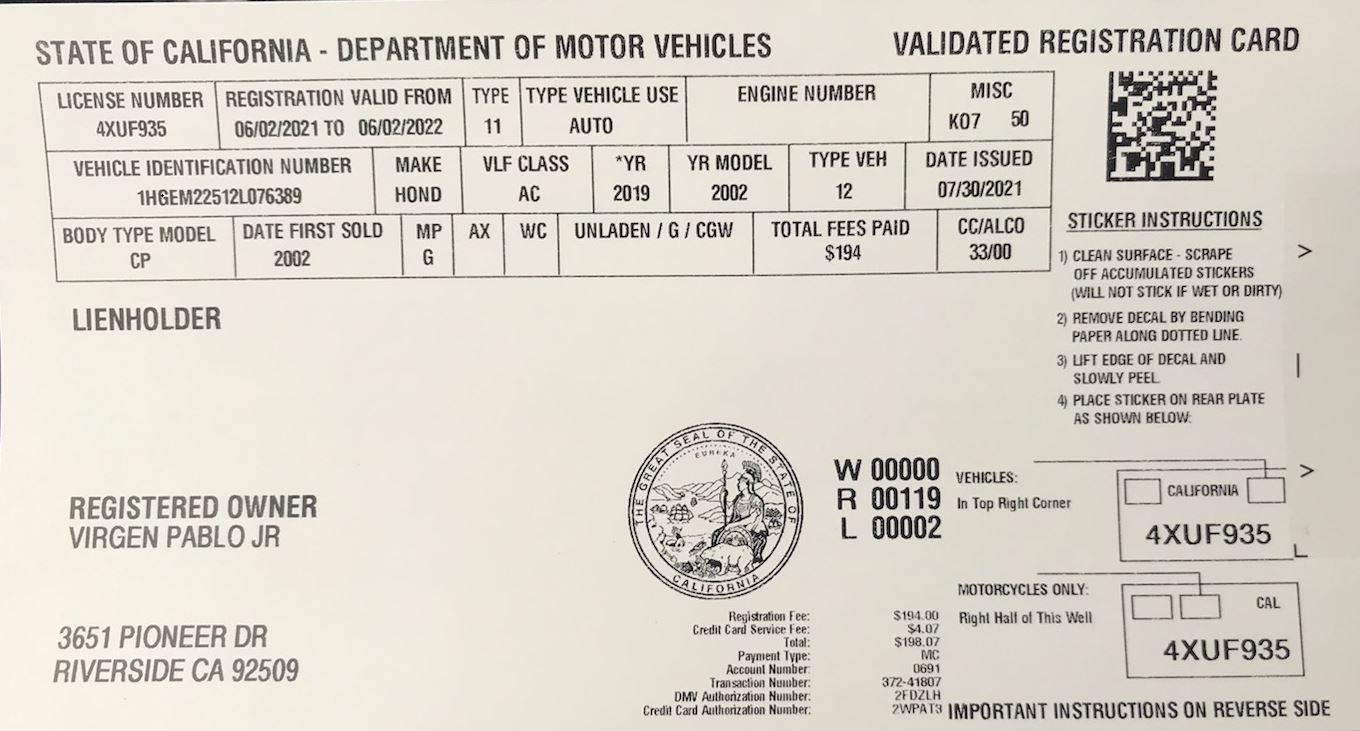 STATE OF CALIFORNIA - DEPARTMENT OF MOTOR VEHICLES
VALIDATED REGISTRATION CARD
LICENSE NUMBER
4XUF935
REGISTRATION VALID FROM
06/02/2021 TO 06/02/2022
TYPE
11
TYPE VEHICLE USE
AUTO
ENGINE NUMBER
MISC
K07 50
VEHICLE IDENTIFICATION NUMBER
1HGEM22512L076389
MAKE
HOND
VLF CLASS
AC
*YR
2019
YR MODEL
2002
TYPE VEH
12
DATE ISSUED
07/30/2021
BODY TYPE MODEL
CP
DATE FIRST SOLD
2002
MP
G
AX
WC
UNLADEN / G / CGW
TOTAL FEES PAID
$194
CC/ALCO
33/00
STICKER INSTRUCTIONS
1) CLEAN SURFACE - SCRAPE
OFF ACCUMULATED STICKERS
(WILL NOT STICK IF WET OR DIRTY)
2) REMOVE DECAL BY BENDING
PAPER ALONG DOTTED LINE.
3) LIFT EDGE OF DECAL AND
SLOWLY PEEL
4) PLACE STICKER ON REAR PLATE
AS SHOWN BELOW:
LIENHOLDER
REGISTERED OWNER
VIRGEN PABLO JR
3651 PIONEER DR
RIVERSIDE CA 92509
THE GREAT SEAL OF THE STATE OF CALIFORNIA
EUREKA
W 00000
R 00119
L 00002
VEHICLES:
In Top Right Corner
CALIFORNIA
4XUF935
MOTORCYCLES ONLY:
Right Half of This Well
CAL
4XUF935
Registration Fee: $194.00
Credit Card Service Fee: $4.07
Total: $198.07
Payment Type: MC
Account Number: 0691
Transaction Number: 372-41807
DMV Authorization Number: 2FDZLH
Credit Card Authorization Number: 2WPAT3
IMPORTANT INSTRUCTIONS ON REVERSE SIDE